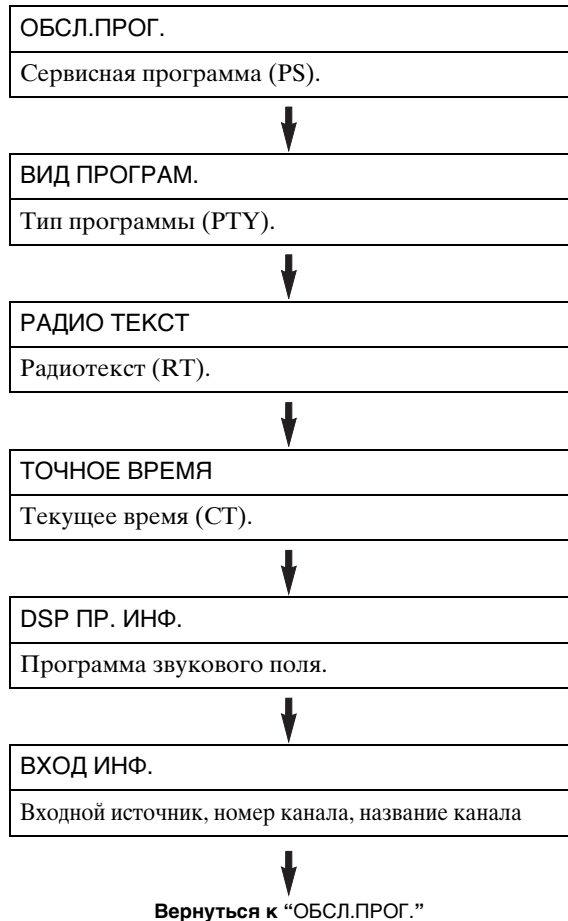 ОБСЛ.ПРОГ.
Сервисная программа (PS).
ВИД ПРОГРАМ.
Тип программы (PTY).
РАДИО ТЕКСТ
Радиотекст (RT).
ТОЧНОЕ ВРЕМЯ
Текущее время (CT).
DSP ПР. ИНФ.
Программа звукового поля.
ВХОД ИНФ.
Входной источник, номер канала, название канала
Вернуться к “ОБСЛ.ПРОГ.”